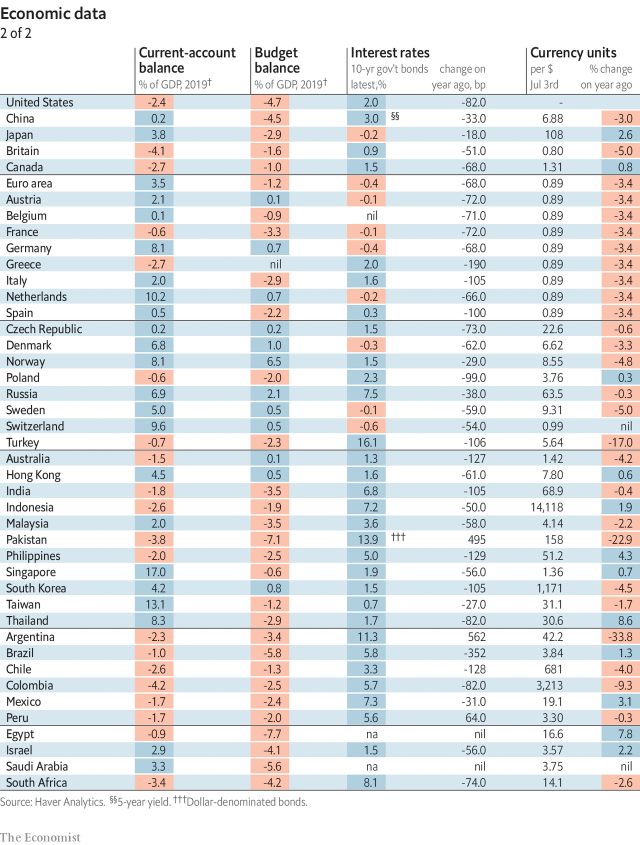 Economic data
2 of 2
Current-account balance Budget balance Interest rates Currency units
% of GDP, 2019† % of GDP, 2019† 10-yr gov't bonds latest,% change on year ago, bp per $ Jul 3rd % change on year ago
United States -2.4 -4.7 2.0 -82.0 -
China 0.2 -4.5 3.0 §§ -33.0 6.88 -3.0
Japan 3.8 -2.9 -0.2 -18.0 108 2.6
Britain -4.1 -1.6 0.9 -51.0 0.80 -5.0
Canada -2.7 -1.0 1.5 -68.0 1.31 0.8
Euro area 3.5 -1.2 -0.4 -68.0 0.89 -3.4
Austria 2.1 0.1 -0.1 -72.0 0.89 -3.4
Belgium 0.1 -0.9 nil -71.0 0.89 -3.4
France -0.6 -3.3 -0.1 -72.0 0.89 -3.4
Germany 8.1 0.7 -0.4 -68.0 0.89 -3.4
Greece -2.7 nil 2.0 -190 0.89 -3.4
Italy 2.0 -2.9 1.6 -105 0.89 -3.4
Netherlands 10.2 0.7 -0.2 -66.0 0.89 -3.4
Spain 0.5 -2.2 0.3 -100 0.89 -3.4
Czech Republic 0.2 0.2 1.5 -73.0 22.6 -0.6
Denmark 6.8 1.0 -0.3 -62.0 6.62 -3.3
Norway 8.1 6.5 1.5 -29.0 8.55 -4.8
Poland -0.6 -2.0 2.3 -99.0 3.76 0.3
Russia 6.9 2.1 7.5 -38.0 63.5 -0.3
Sweden 5.0 0.5 -0.1 -59.0 9.31 -5.0
Switzerland 9.6 0.5 -0.6 -54.0 0.99 nil
Turkey -0.7 -2.3 16.1 -106 5.64 -17.0
Australia -1.5 0.1 1.3 -127 1.42 -4.2
Hong Kong 4.5 0.5 1.6 -61.0 7.80 0.6
India -1.8 -3.5 6.8 -105 68.9 -0.4
Indonesia -2.6 -1.9 7.2 -50.0 14,118 1.9
Malaysia 2.0 -3.5 3.6 -58.0 4.14 -2.2
Pakistan -3.8 -7.1 13.9 ††† 495 158 -22.9
Philippines -2.0 -2.5 5.0 -129 51.2 4.3
Singapore 17.0 -0.6 1.9 -56.0 1.36 0.7
South Korea 4.2 0.8 1.5 -105 1,171 -4.5
Taiwan 13.1 -1.2 0.7 -27.0 31.1 -1.7
Thailand 8.3 -2.9 1.7 -82.0 30.6 8.6
Argentina -2.3 -3.4 11.3 562 42.2 -33.8
Brazil -1.0 -5.8 5.8 -352 3.84 1.3
Chile -2.6 -1.3 3.3 -128 681 -4.0
Colombia -4.2 -2.5 5.7 -82.0 3,213 -9.3
Mexico -1.7 -2.4 7.3 -31.0 19.1 3.1
Peru -1.7 -2.0 5.6 64.0 3.30 -0.3
Egypt -0.9 -7.7 na nil 16.6 7.8
Israel 2.9 -4.1 1.5 -56.0 3.57 2.2
Saudi Arabia 3.3 -5.6 na nil 3.75 nil
South Africa -3.4 -4.2 8.1 -74.0 14.1 -2.6
Source: Haver Analytics. §§5-year yield. †††Dollar-denominated bonds.
The Economist